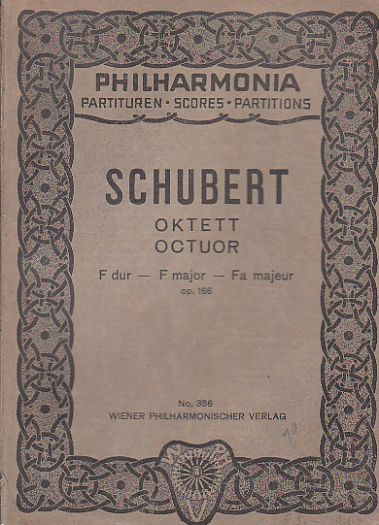 PHILHARMONIA
PARTITUREN • SCORES • PARTITIONS
SCHUBERT
OKTETT
OCTUOR
F dur — F major — Fa majeur
op. 166
No. 356
WIENER PHILHARMONISCHER VERLAG